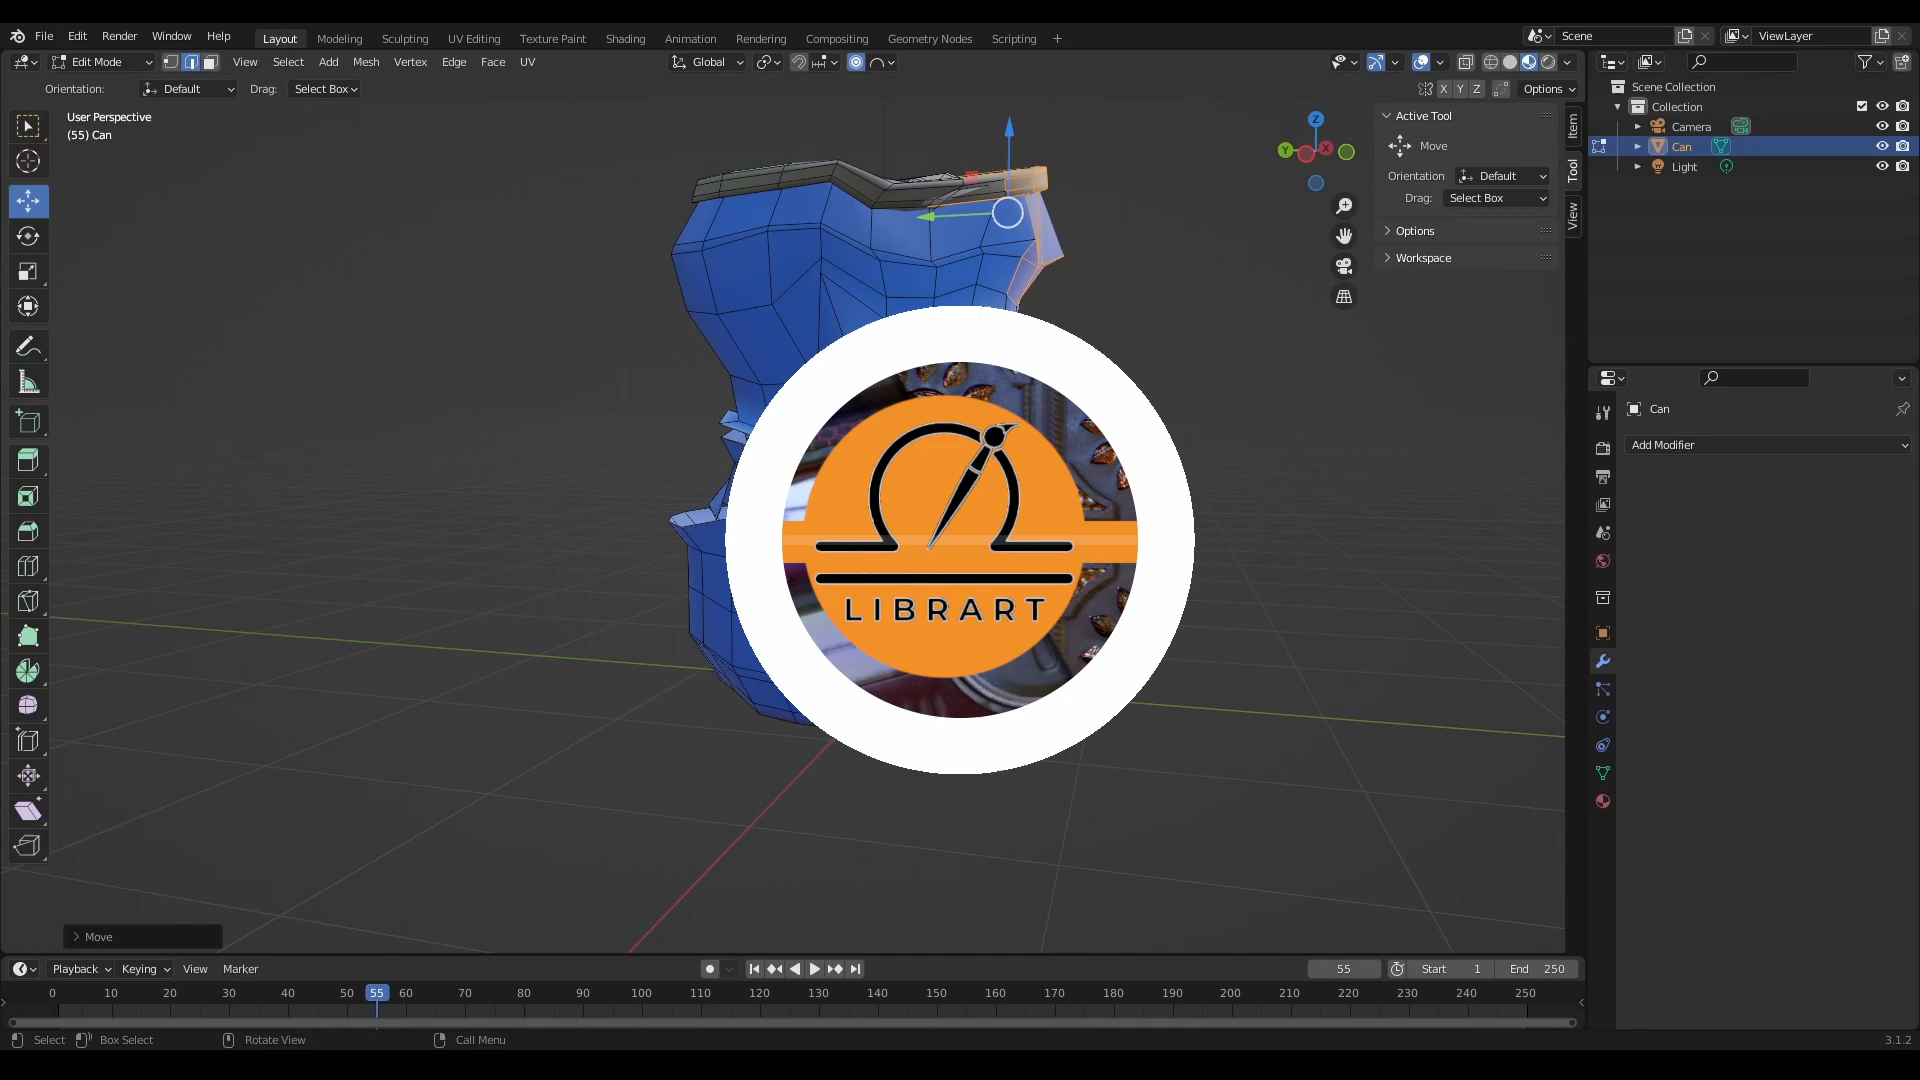 File Edit Render Window Help Layout Modeling Sculpting UV Editing Texture Paint Shading Animation Rendering Compositing Geometry Nodes Scripting + Scene ViewLayer
Edit Mode View Select Add Mesh Vertex Edge Face UV Global
Orientation: Default Drag: Select Box X Y Z Options
User Perspective
(55) Can
Z
Y X
Active Tool
Move
Orientation Default
Drag: Select Box
Options
Workspace
Item
Tool
View
Scene Collection
Collection
Camera
Can
Light
Can
Add Modifier
LIBRART
Move
Playback Keying View Marker 55 Start 1 End 250
0 10 20 30 40 50 55 60 70 80 90 100 110 120 130 140 150 160 170 180 190 200 210 220 230 240 250
Select Box Select Rotate View Call Menu 3.1.2